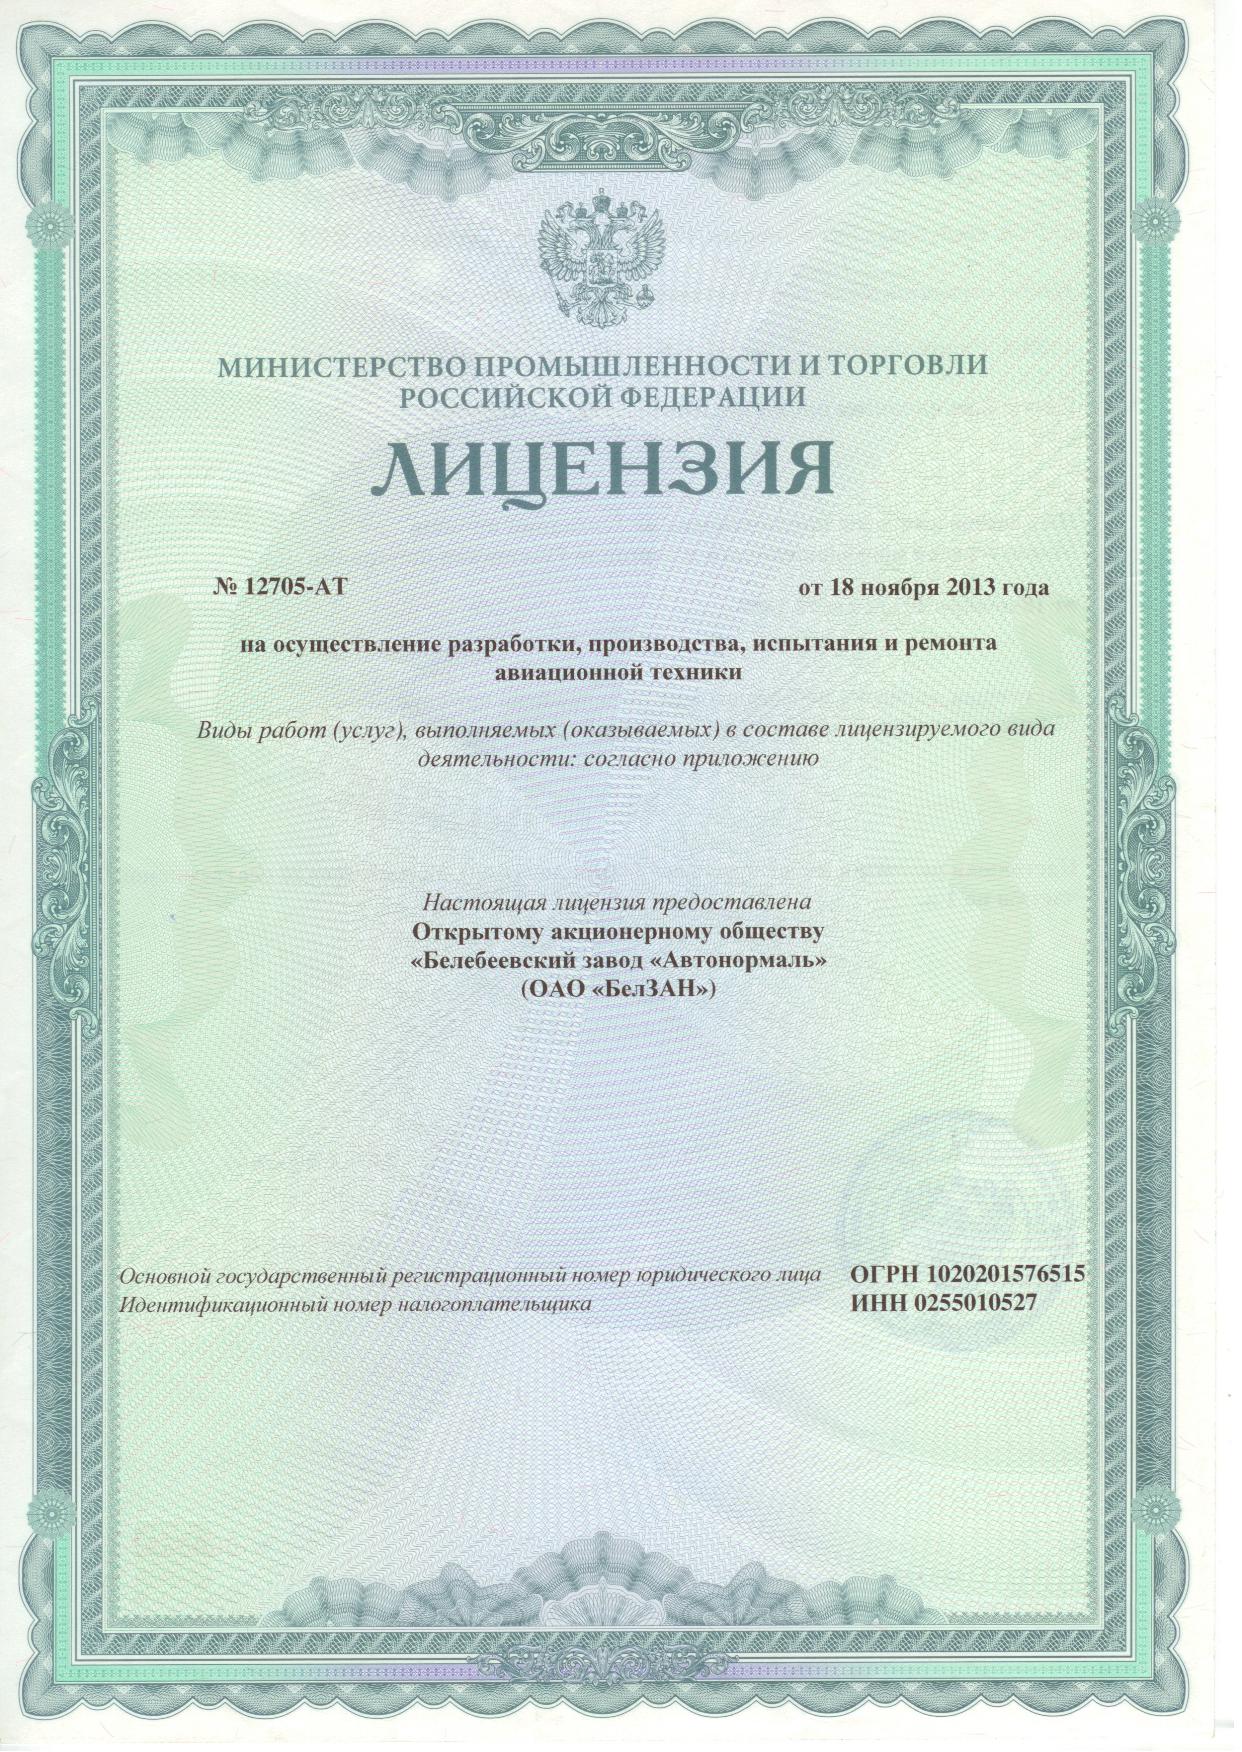 МИНИСТЕРСТВО ПРОМЫШЛЕННОСТИ И ТОРГОВЛИ
РОССИЙСКОЙ ФЕДЕРАЦИИ
ЛИЦЕНЗИЯ
№ 12705-АТ от 18 ноября 2013 года
на осуществление разработки, производства, испытания и ремонта
авиационной техники
Виды работ (услуг), выполняемых (оказываемых) в составе лицензируемого вида
деятельности: согласно приложению
Настоящая лицензия предоставлена
Открытому акционерному обществу
«Белебеевский завод «Автонормаль»
(ОАО «БелЗАН»)
Основной государственный регистрационный номер юридического лица ОГРН 1020201576515
Идентификационный номер налогоплательщика ИНН 0255010527